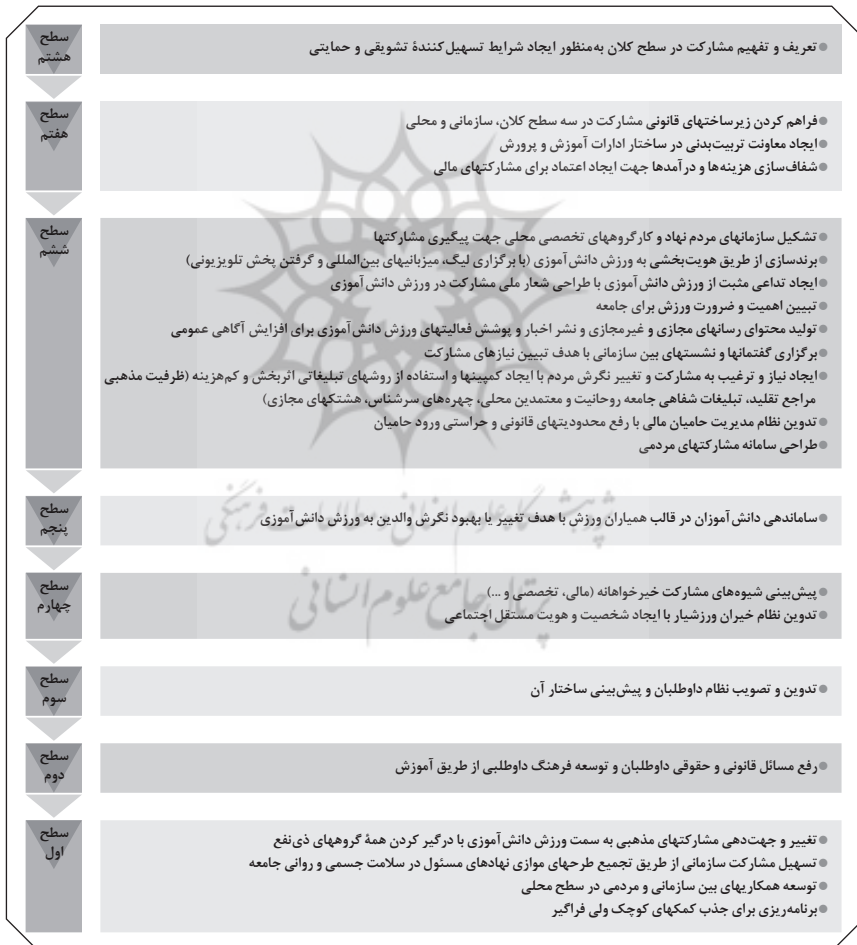 سطح
هشتم
تعریف و تفهیم مشارکت در سطح کلان به‌منظور ایجاد شرایط تسهیل‌کنندهٔ تشویقی و حمایتی
سطح
هفتم
فراهم کردن زیرساختهای قانونی مشارکت در سه سطح کلان، سازمانی و محلی
ایجاد معاونت تربیت‌بدنی در ساختار ادارات آموزش و پرورش
شفاف‌سازی هزینه‌ها و درآمدها جهت ایجاد اعتماد برای مشارکتهای مالی
سطح
ششم
تشکیل سازمانهای مردم نهاد و کارگروههای تخصصی محلی جهت پیگیری مشارکتها
برندسازی از طریق هویت‌بخشی به ورزش دانش‌آموزی (با برگزاری لیگ، میزبانیهای بین‌المللی و گرفتن پخش تلویزیونی)
ایجاد تداعی مثبت از ورزش دانش‌آموزی با طراحی شعار ملی مشارکت در ورزش دانش‌آموزی
تبیین اهمیت و ضرورت ورزش برای جامعه
تولید محتوای رسانهای مجازی و غیرمجازی و نشر اخبار و پوشش فعالیتهای ورزش دانش‌آموزی برای افزایش آگاهی عمومی
برگزاری گفتمانها و نشستهای بین سازمانی با هدف تبیین نیازهای مشارکت
ایجاد نیاز و ترغیب به مشارکت و تغییر نگرش مردم با ایجاد کمپینها و استفاده از روشهای تبلیغاتی اثربخش و کم‌هزینه (ظرفیت مذهبی
مراجع تقلید، تبلیغات شفاهی جامعه روحانیت و معتمدین محلی، چهره‌های سرشناس، هشتکهای مجازی)
تدوین نظام مدیریت حامیان مالی با رفع محدودیتهای قانونی و حراستی ورود حامیان
طراحی سامانه مشارکتهای مردمی
سطح
پنجم
ساماندهی دانش‌آموزان در قالب همیاران ورزش با هدف تغییر یا بهبود نگرش والدین به ورزش دانش‌آموزی
پژوهشگاه علوم انسانی و مطالعات فرهنگی
سطح
چهارم
پیش‌بینی شیوه‌های مشارکت خیرخواهانه (مالی، تخصصی و ...)
تدوین نظام خیران ورزشیار با ایجاد شخصیت و هویت مستقل اجتماعی
پرتال جامع علوم انسانی
سطح
سوم
تدوین و تصویب نظام داوطلبان و پیش‌بینی ساختار آن
سطح
دوم
رفع مسائل قانونی و حقوقی داوطلبان و توسعه فرهنگ داوطلبی از طریق آموزش
سطح
اول
تغییر و جهت‌دهی مشارکتهای مذهبی به سمت ورزش دانش‌آموزی با درگیر کردن همهٔ گروههای ذی‌نفع
تسهیل مشارکت سازمانی از طریق تجمیع طرحهای موازی نهادهای مسئول در سلامت جسمی و روانی جامعه
توسعه همکاریهای بین سازمانی و مردمی در سطح محلی
برنامه‌ریزی برای جذب کمکهای کوچک ولی فراگیر